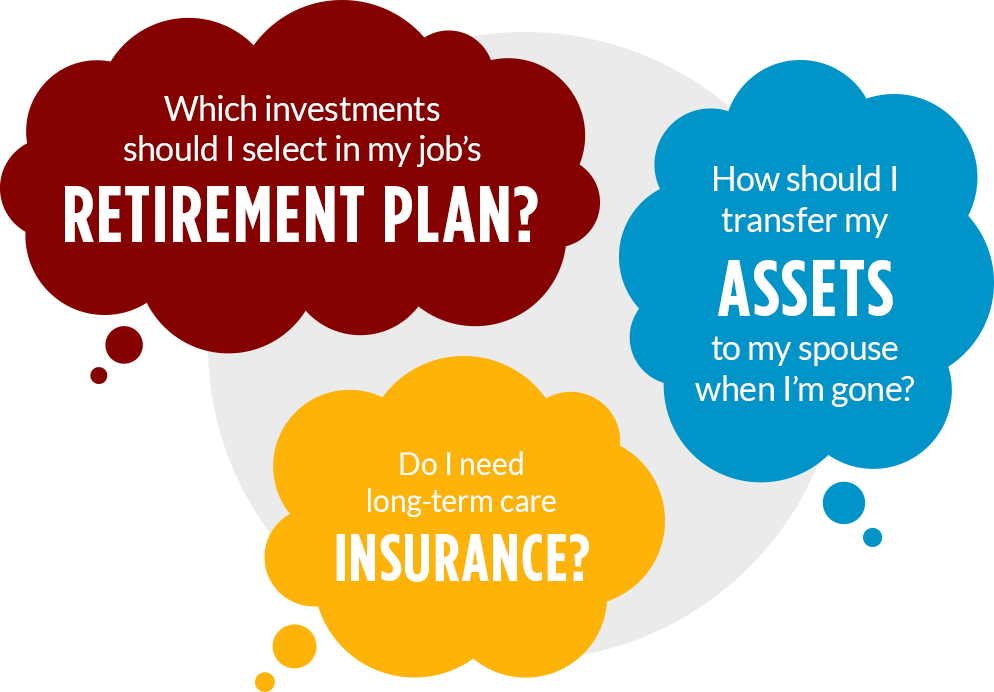 Which investments
should I select in my job’s
RETIREMENT PLAN?
How should I
transfer my
ASSETS
to my spouse
when I’m gone?
Do I need
long-term care
INSURANCE?